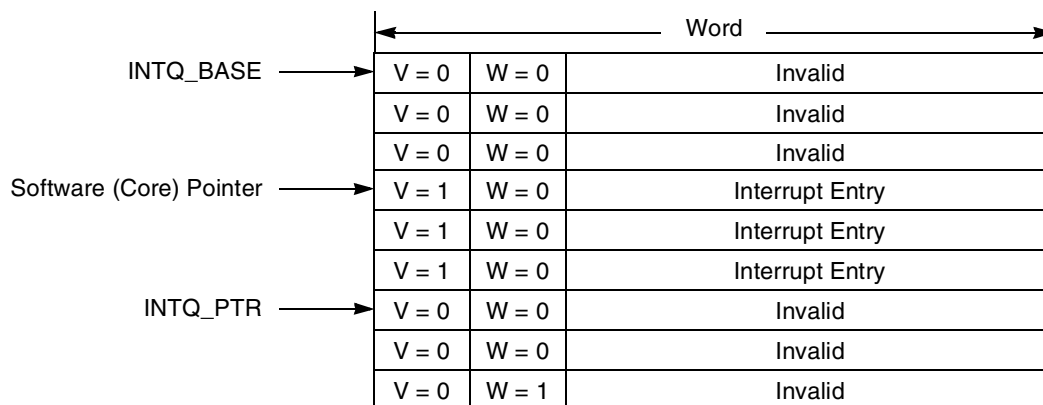 Word
INTQ_BASE V = 0 W = 0 Invalid
V = 0 W = 0 Invalid
V = 0 W = 0 Invalid
Software (Core) Pointer V = 1 W = 0 Interrupt Entry
V = 1 W = 0 Interrupt Entry
V = 1 W = 0 Interrupt Entry
INTQ_PTR V = 0 W = 0 Invalid
V = 0 W = 0 Invalid
V = 0 W = 1 Invalid